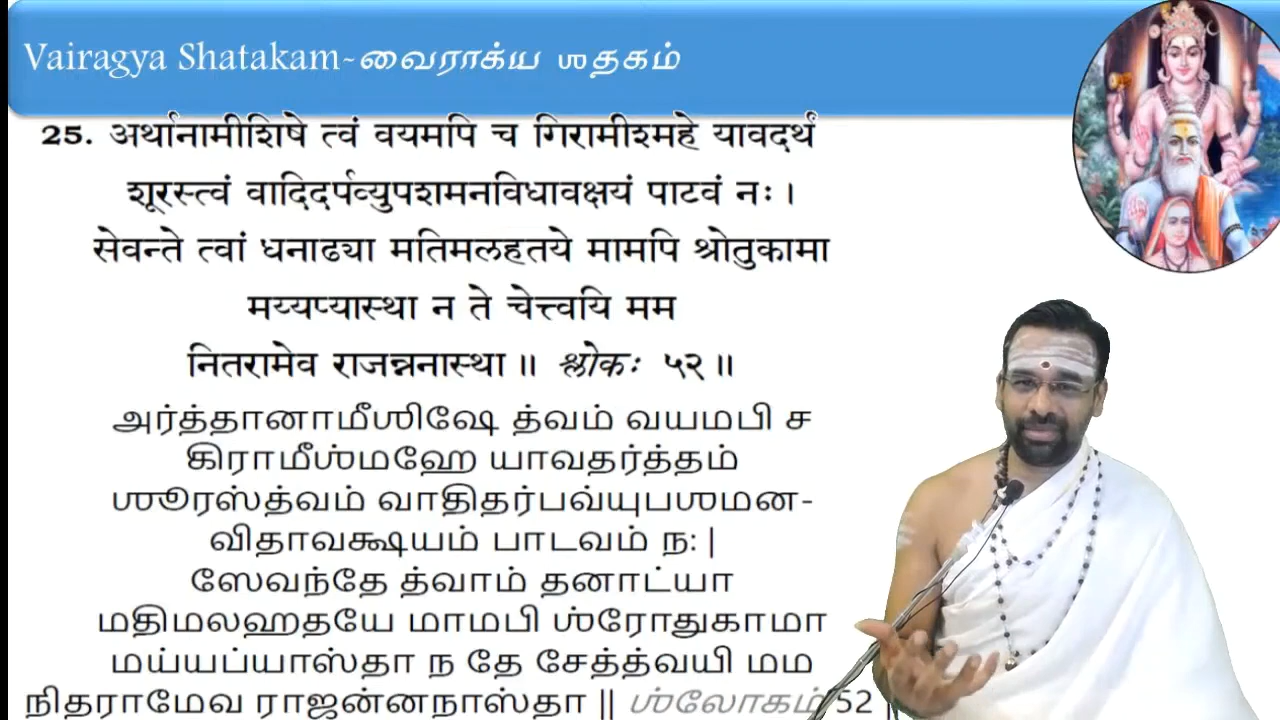 Vairagya Shatakam-வைராக்ய ஶதகம்
25. अर्थानामीशिषे त्वं वयमपि च गिरामीश्महे यावदर्थं
शूरस्त्वं वादिदर्पव्युपशमनविधावक्षयं पाटवं नः।
सेवन्ते त्वां धनाढ्या मतिमलहतये मामपि श्रोतुकामा
मय्यप्यास्था न ते चेत्त्वयि मम
नितरामेव राजन्ननास्था॥ श्लोकः ५२॥
அர்த்தானாமீஶிஷே த்வம் வயமபி ச
கிராமீஶ்மஹே யாவதர்த்தம்
ஶூரஸ்த்வம் வாதிதர்பவ்யுபஶமன-
விதாவக்ஷயம் பாடவம் ந: |
ஸேவந்தே த்வாம் தனாட்யா
மதிமலஹதயே மாமபி ஶ்ரோதுகாமா
மய்யப்யாஸ்தா ந தே சேத்த்வயி மம
நிதராமேவ ராஜன்னநாஸ்தா || ஶ்லோகம் 52 ||